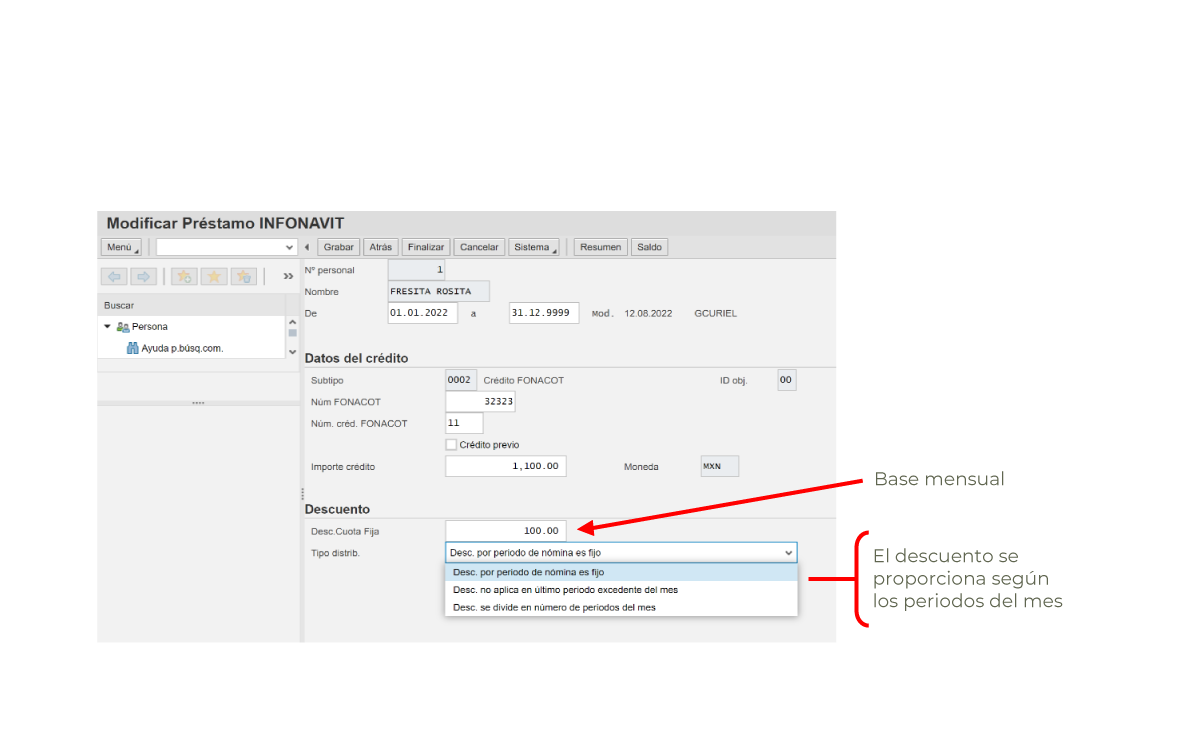 Modificar Préstamo INFONAVIT
Menú Grabar Atrás Finalizar Cancelar Sistema Resumen Saldo
Buscar
Persona
Ayuda p.búsq.com.
Nº personal 1
Nombre FRESITA ROSITA
De 01.01.2022 a 31.12.9999 Mod. 12.08.2022 GCURIEL
Datos del crédito
Subtipo 0002 Crédito FONACOT ID obj. 00
Núm FONACOT 32323
Núm. créd. FONACOT 11
Crédito previo
Importe crédito 1,100.00 Moneda MXN
Descuento
Desc.Cuota Fija 100.00
Tipo distrib. Desc. por periodo de nómina es fijo
Desc. por periodo de nómina es fijo
Desc. no aplica en último periodo excedente del mes
Desc. se divide en número de periodos del mes
Base mensual
El descuento se
proporciona según
los periodos del mes